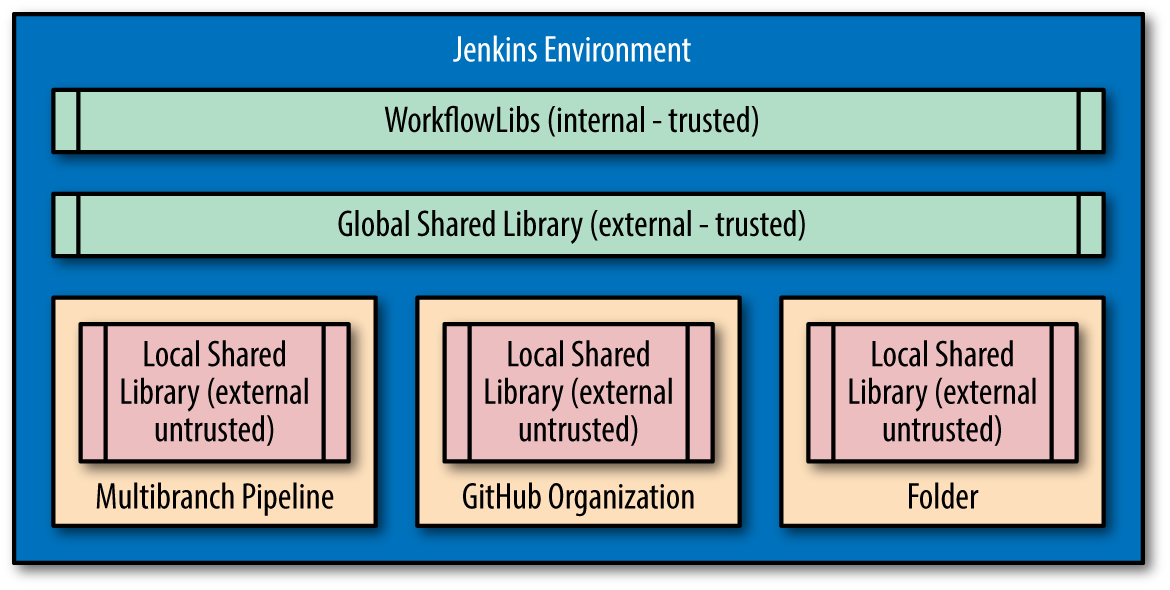 Jenkins Environment
WorkflowLibs (internal - trusted)
Global Shared Library (external - trusted)
Local Shared
Library (external
untrusted)
Multibranch Pipeline
Local Shared
Library (external
untrusted)
GitHub Organization
Local Shared
Library (external
untrusted)
Folder